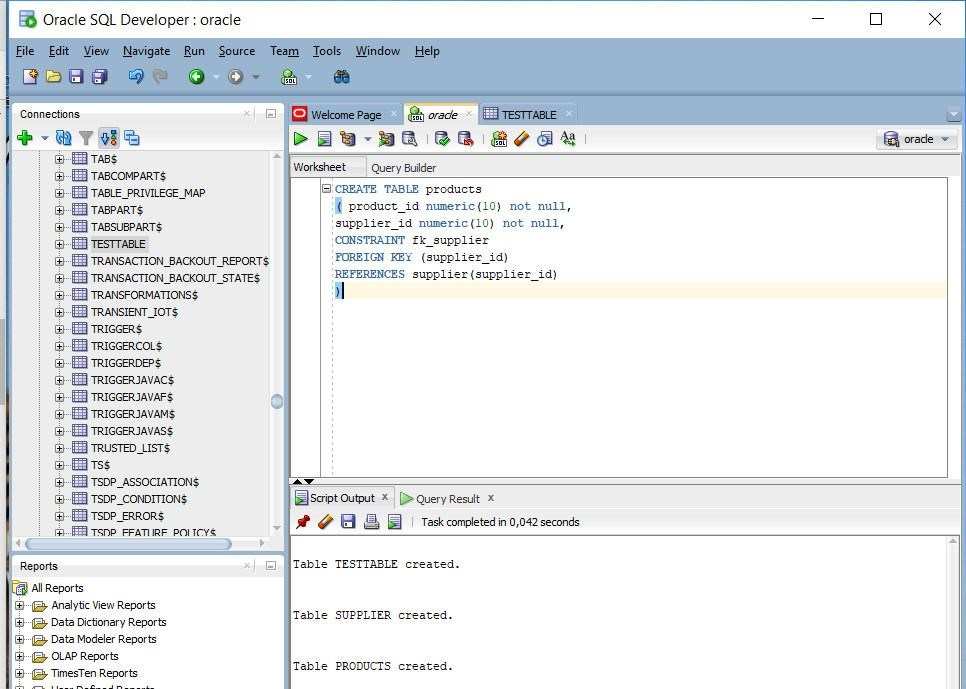 Oracle SQL Developer : oracle
File Edit View Navigate Run Source Team Tools Window Help
Connections
TAB$
TABCOMPART$
TABLE_PRIVILEGE_MAP
TABPART$
TABSUBPART$
TESTTABLE
TRANSACTION_BACKOUT_REPORT$
TRANSACTION_BACKOUT_STATE$
TRANSFORMATIONS$
TRANSIENT_IOT$
TRIGGER$
TRIGGERCOL$
TRIGGERDEP$
TRIGGERJAVAC$
TRIGGERJAVAF$
TRIGGERJAVAM$
TRIGGERJAVAS$
TRUSTED_LIST$
TS$
TSDP_ASSOCIATION$
TSDP_CONDITION$
TSDP_ERROR$
TSDP_FEATURE_POLICY$
Reports
All Reports
Analytic View Reports
Data Dictionary Reports
Data Modeler Reports
OLAP Reports
TimesTen Reports
User Defined Reports
Welcome Page oracle TESTTABLE
oracle
Worksheet Query Builder
CREATE TABLE products
( product_id numeric(10) not null,
supplier_id numeric(10) not null,
CONSTRAINT fk_supplier
FOREIGN KEY (supplier_id)
REFERENCES supplier(supplier_id)
)
Script Output Query Result
Task completed in 0,042 seconds
Table TESTTABLE created.
Table SUPPLIER created.
Table PRODUCTS created.